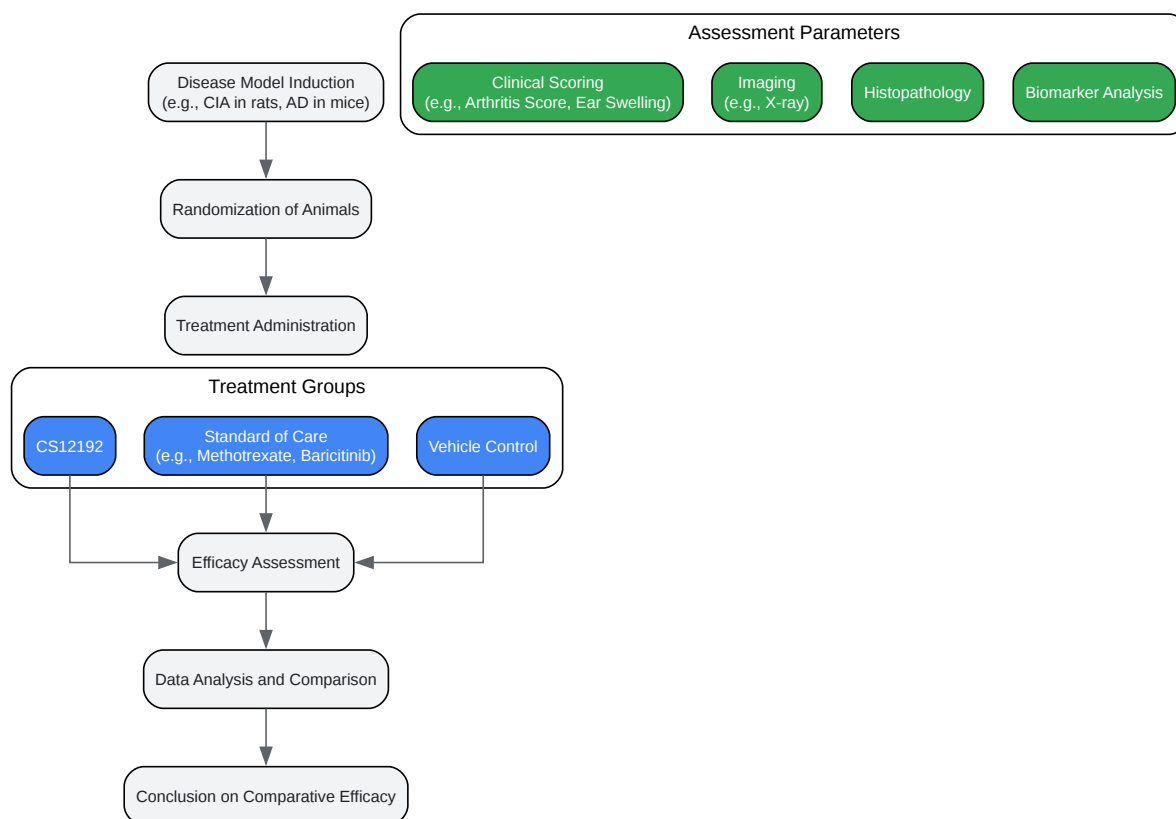 Assessment Parameters
Disease Model Induction
(e.g., CIA in rats, AD in mice)
Clinical Scoring
(e.g., Arthritis Score, Ear Swelling)
Imaging
(e.g., X-ray)
Histopathology
Biomarker Analysis
Randomization of Animals
Treatment Administration
Treatment Groups
CS12192
Standard of Care
(e.g., Methotrexate, Baricitinib)
Vehicle Control
Efficacy Assessment
Data Analysis and Comparison
Conclusion on Comparative Efficacy